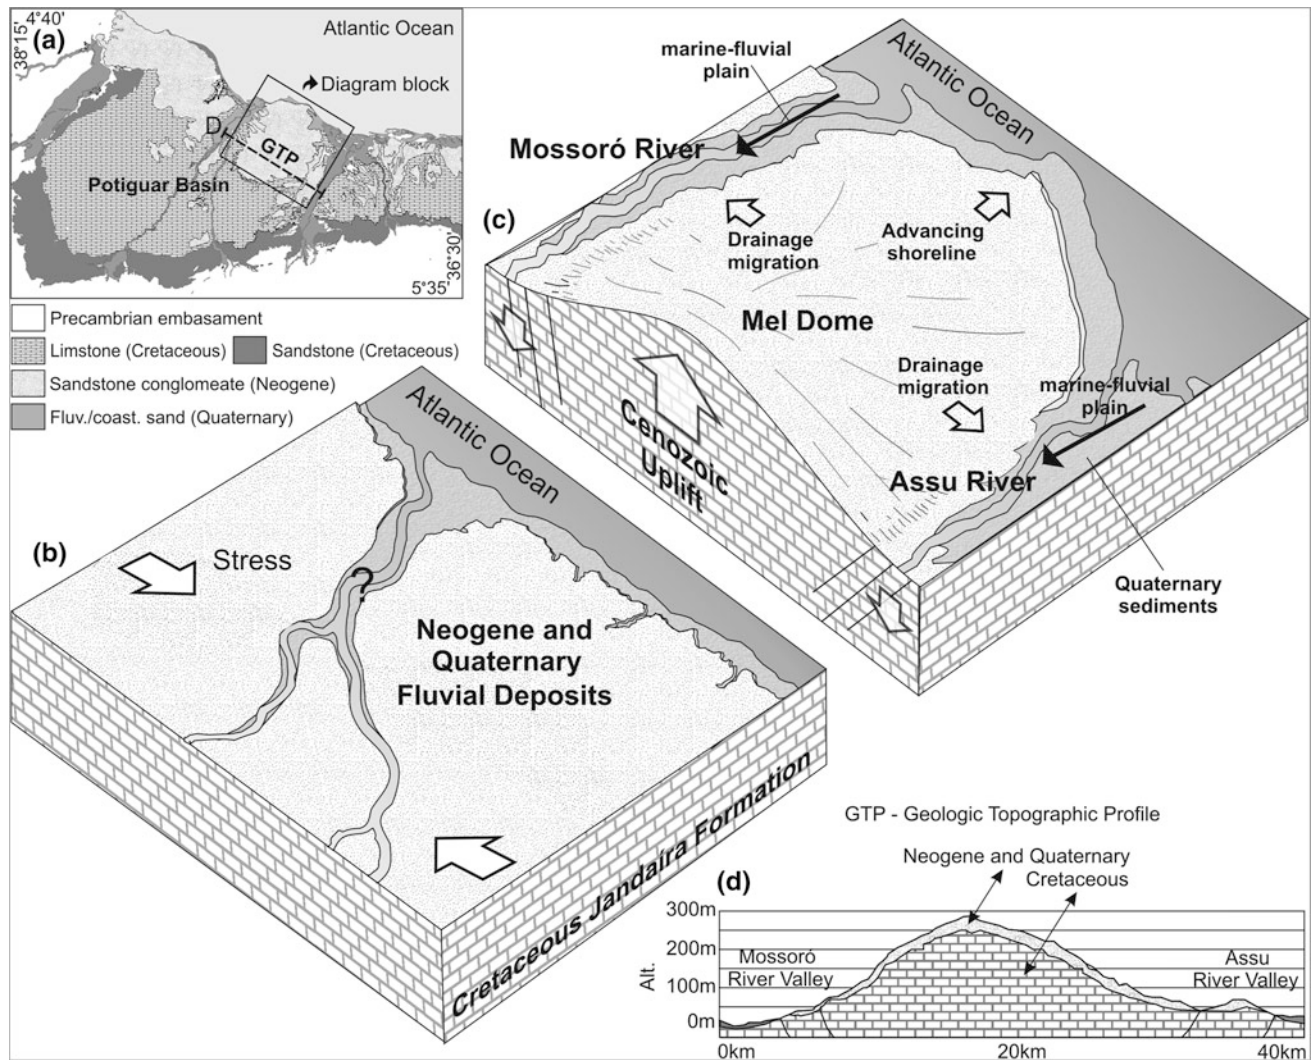 4°40'
38°15'
(a)
Atlantic Ocean
Diagram block
D
GTP
Potiguar Basin
36°30'
5°35'
Precambrian embasament
Limstone (Cretaceous)
Sandstone (Cretaceous)
Sandstone conglomeate (Neogene)
Fluv./coast. sand (Quaternary)
(b)
Atlantic Ocean
Stress
?
Neogene and
Quaternary
Fluvial Deposits
Cretaceous Jandaíra Formation
(c)
marine-fluvial
plain
Atlantic Ocean
Mossoró River
Drainage
migration
Advancing
shoreline
Mel Dome
Drainage
migration
marine-fluvial
plain
Assu River
Cenozoic
Uplift
Quaternary
sediments
GTP - Geologic Topographic Profile
(d)
Neogene and Quaternary
Cretaceous
300m
200m
100m
0m
Alt.
Mossoró
River Valley
Assu
River Valley
0km
20km
40km